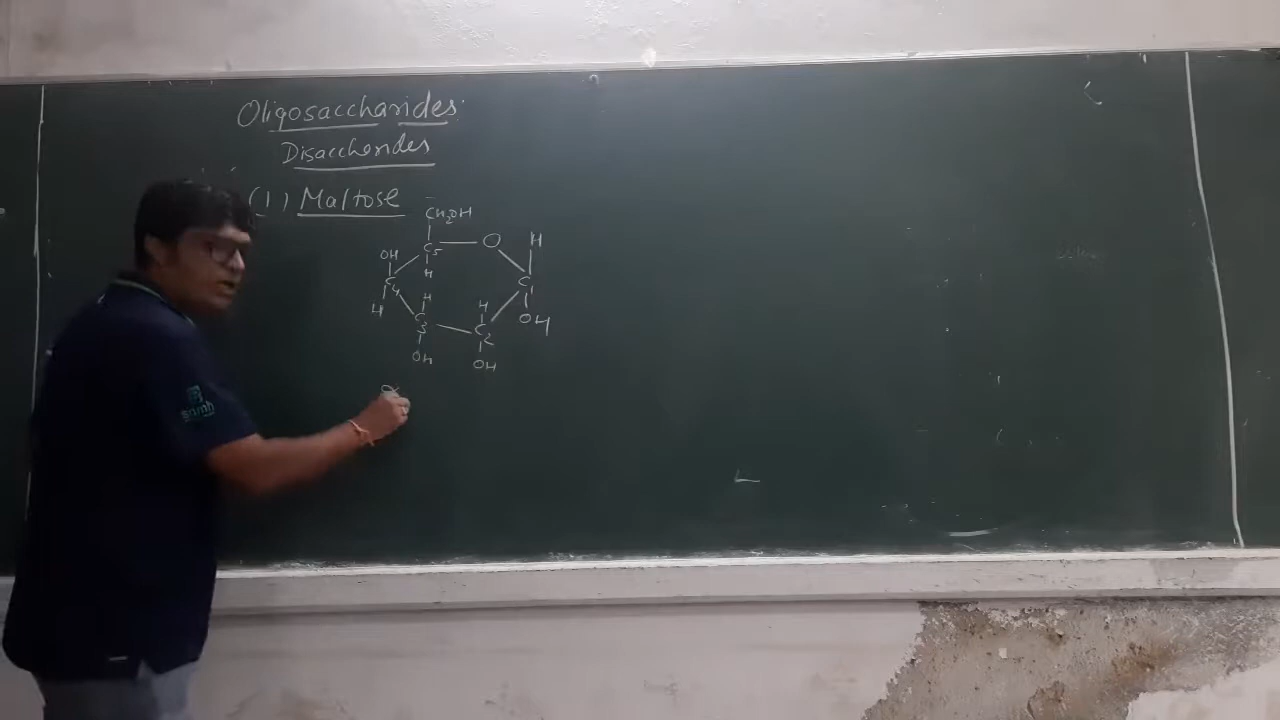 Oligosaccharides
Disaccharides
(1) Maltose
CH2OH
C5 O H
OH
H
C4 C1
H
H H
C3 C2 OH
OH OH
α